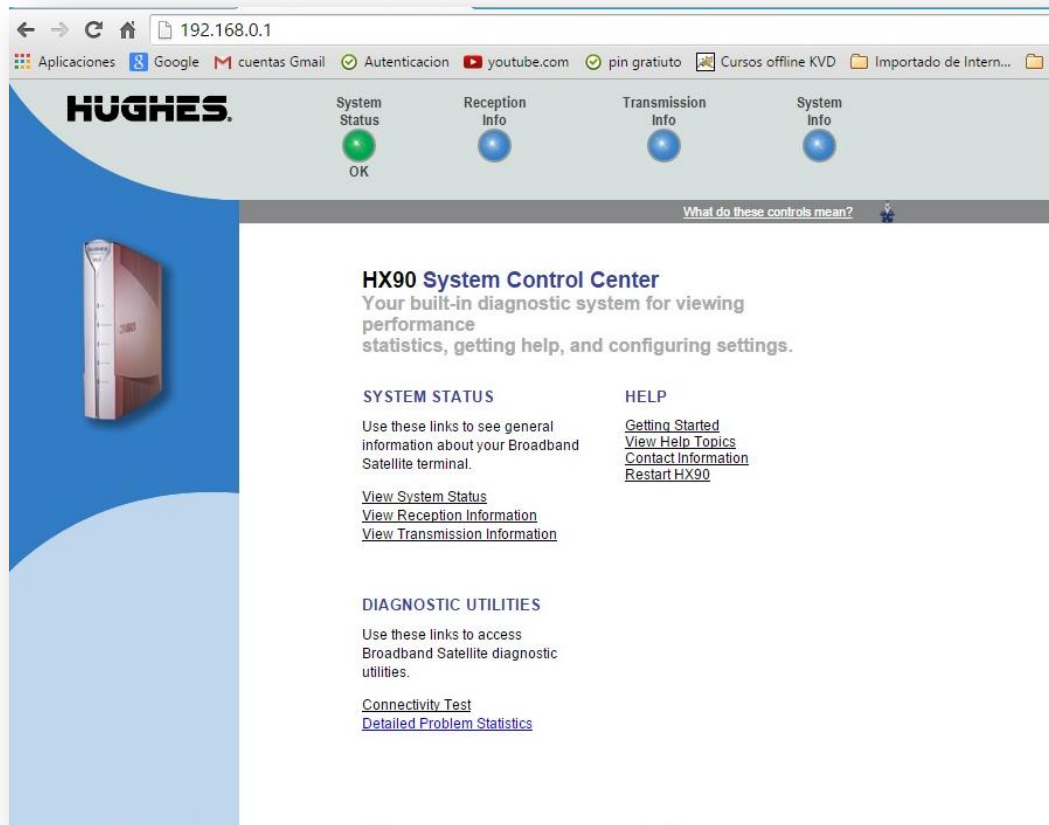 192.168.0.1
Aplicaciones Google cuentas Gmail Autenticacion youtube.com pin gratiuto Cursos offline KVD Importado de Intern...
HUGHES.
System Status
OK
Reception Info
Transmission Info
System Info
What do these controls mean?
HX90 System Control Center
Your built-in diagnostic system for viewing
performance
statistics, getting help, and configuring settings.
SYSTEM STATUS
Use these links to see general
information about your Broadband
Satellite terminal.
View System Status
View Reception Information
View Transmission Information
HELP
Getting Started
View Help Topics
Contact Information
Restart HX90
DIAGNOSTIC UTILITIES
Use these links to access
Broadband Satellite diagnostic
utilities.
Connectivity Test
Detailed Problem Statistics